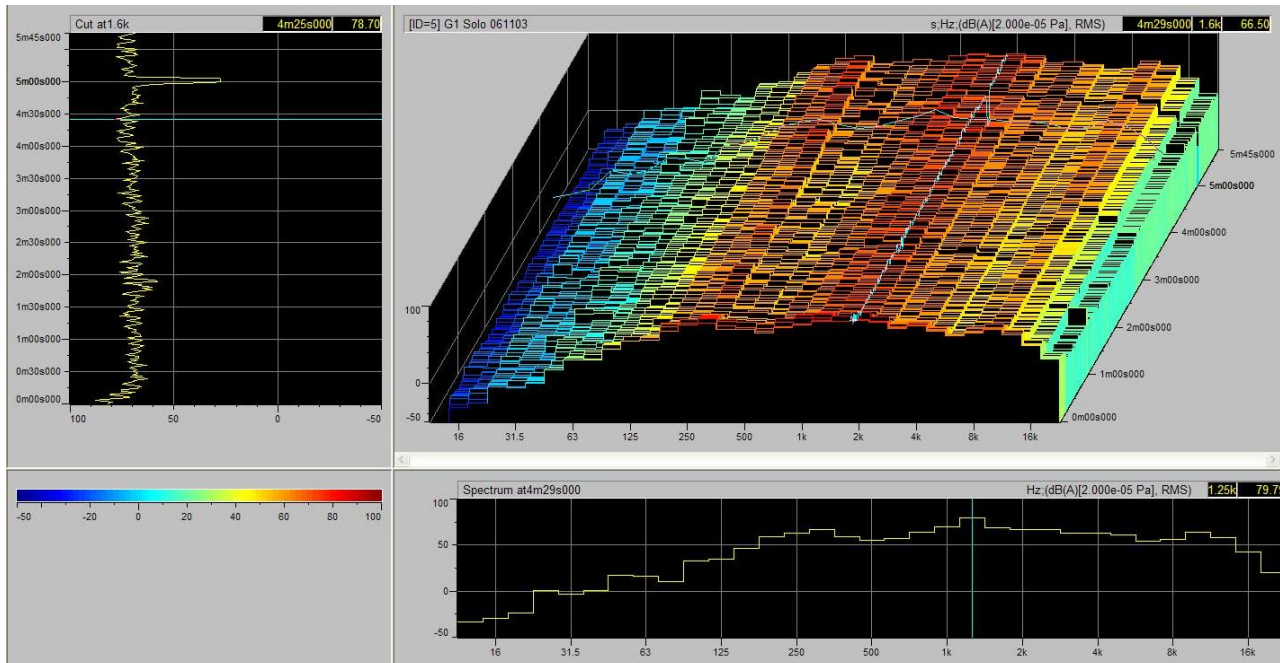 Cut at1.6k 4m25s000 78.70
5m45s000
5m00s000
4m30s000
4m00s000
3m30s000
3m00s000
2m30s000
2m00s000
1m30s000
1m00s000
0m30s000
0m00s000
100 50 0 -50
[ID=5] G1 Solo 061103 s;Hz;(dB(A)[2.000e-05 Pa], RMS) 4m29s000 1.6k 66.50
100
0
-50
16 31.5 63 125 250 500 1k 2k 4k 8k 16k
5m45s000
5m00s000
4m00s000
3m00s000
2m00s000
1m00s000
0m00s000
-50 -20 0 20 40 60 80 100
Spectrum at4m29s000 Hz;(dB(A)[2.000e-05 Pa], RMS) 1.25k 79.79
100
50
0
-50
16 31.5 63 125 250 500 1k 2k 4k 8k 16k